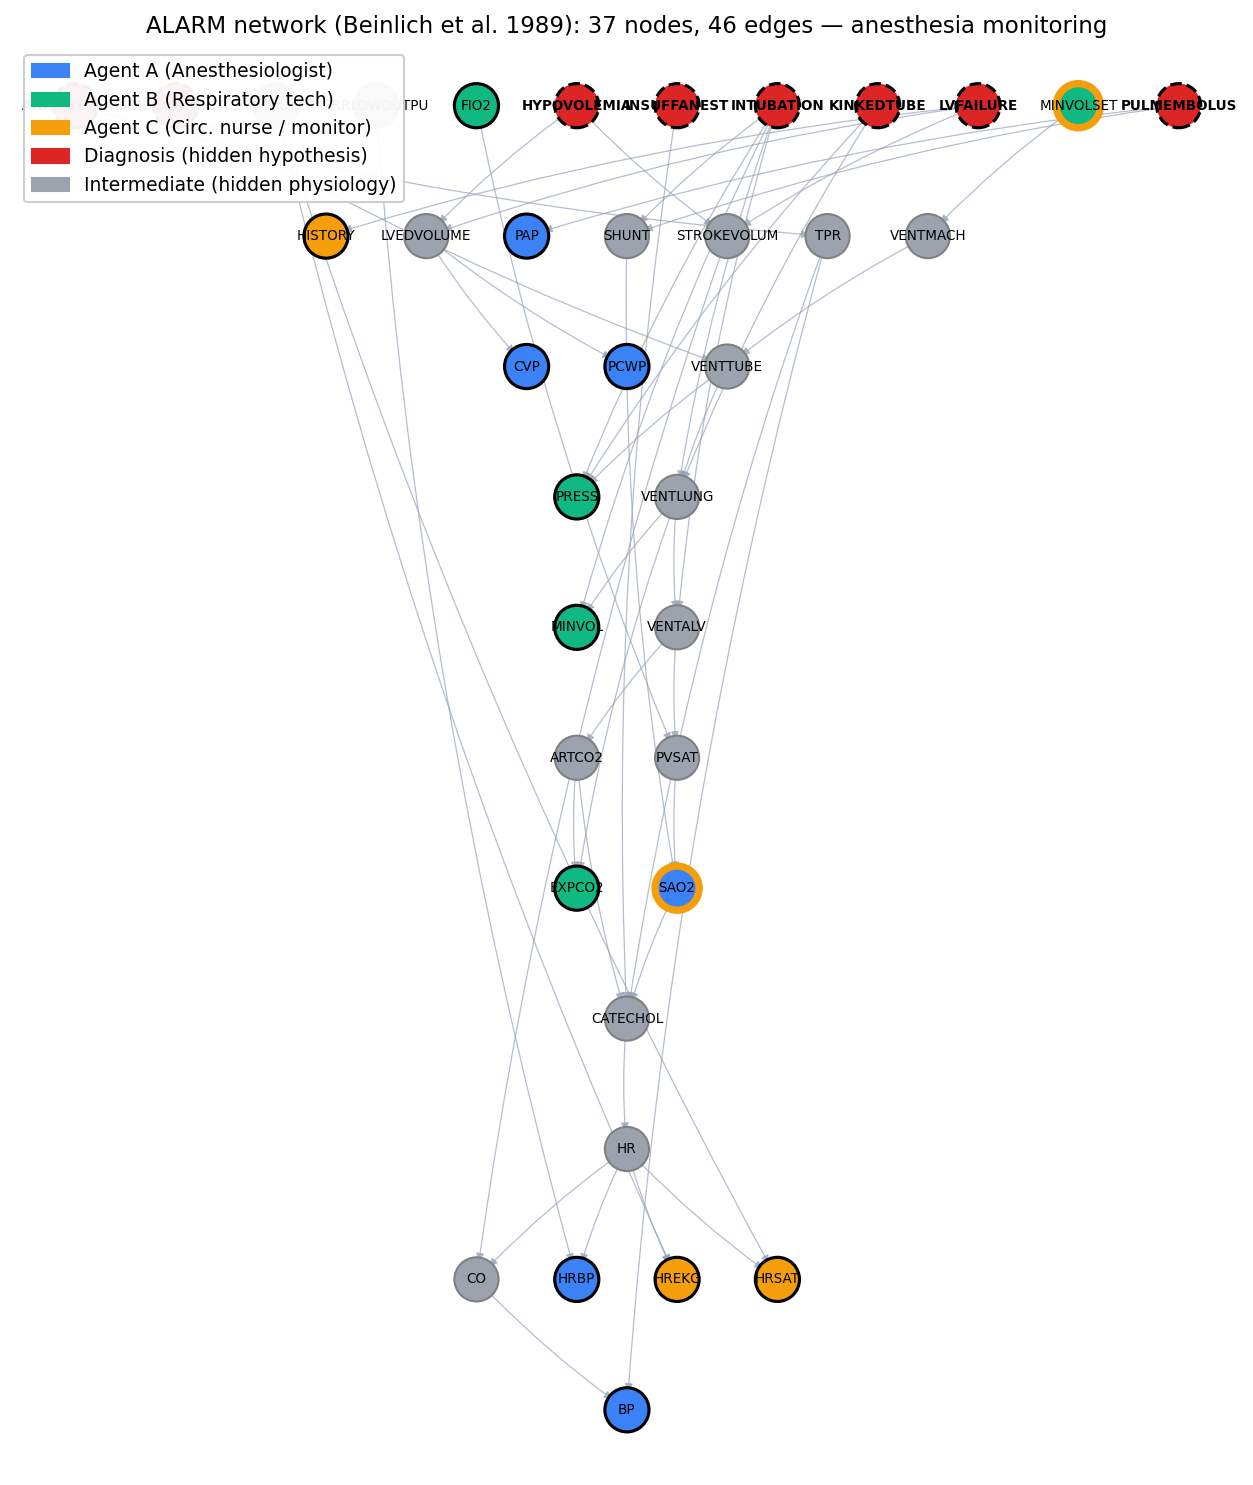 ALARM network (Beinlich et al. 1989): 37 nodes, 46 edges — anesthesia monitoring
Agent A (Anesthesiologist)
Agent B (Respiratory tech)
Agent C (Circ. nurse / monitor)
Diagnosis (hidden hypothesis)
Intermediate (hidden physiology)
FIO2 HYPOVOLEMIA INSUFFANEST INTUBATION KINKEDTUBE LVFAILURE MINVOLSET PULMEMBOLUS
HISTORY LVEDVOLUME PAP SHUNT STROKEVOLUM TPR VENTMACH
CVP PCWP VENTTUBE
PRESS VENTLUNG
MINVOL VENTALV
ARTCO2 PVSAT
EXPCO2 SAO2
CATECHOL
HR
CO HRBP HREKG HRSAT
BP